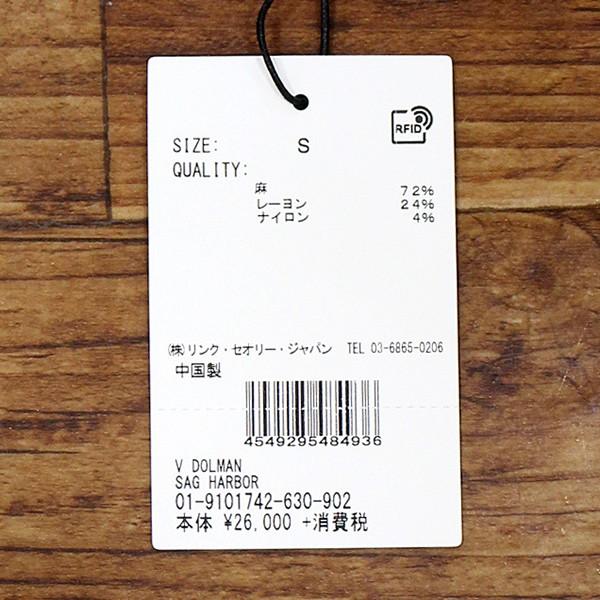 RFID
SIZE: S
QUALITY:
麻 72%
レーヨン 24%
ナイロン 4%
㈱リンク・セオリー・ジャパン TEL 03-6865-0206
中国製
4549295484936
V DOLMAN
SAG HARBOR
01-9101742-630-902
本体 ¥26,000 +消費税